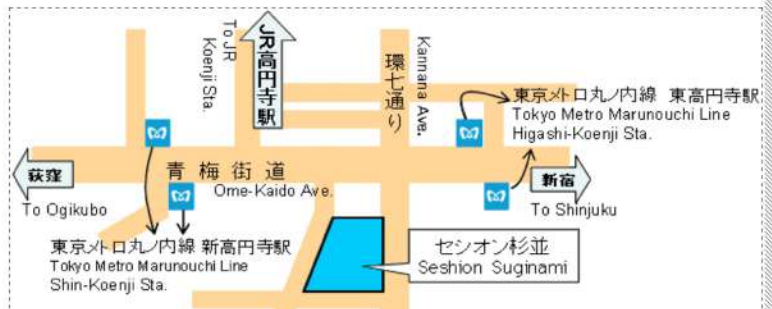 To JR
Koenji Sta.
JR高円寺駅
環七通り
Kannana Ave.
東京メトロ丸ノ内線 東高円寺駅
Tokyo Metro Marunouchi Line
Higashi-Koenji Sta.
荻窪
To Ogikubo
青梅街道
Ome-Kaido Ave.
新宿
To Shinjuku
東京メトロ丸ノ内線 新高円寺駅
Tokyo Metro Marunouchi Line
Shin-Koenji Sta.
セシオン杉並
Seshion Suginami